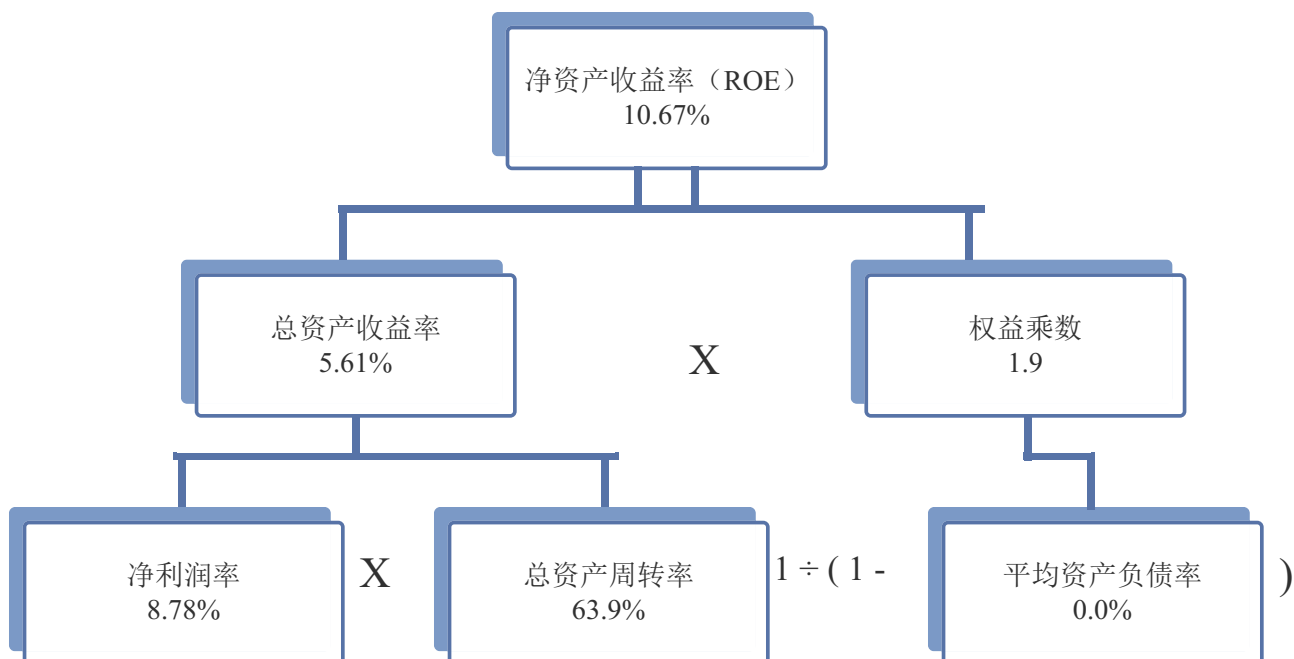 净资产收益率（ROE）
10.67%
总资产收益率
5.61%
X
权益乘数
1.9
净利润率
8.78%
X
总资产周转率
63.9%
1 ÷ ( 1 -
平均资产负债率
0.0%
)